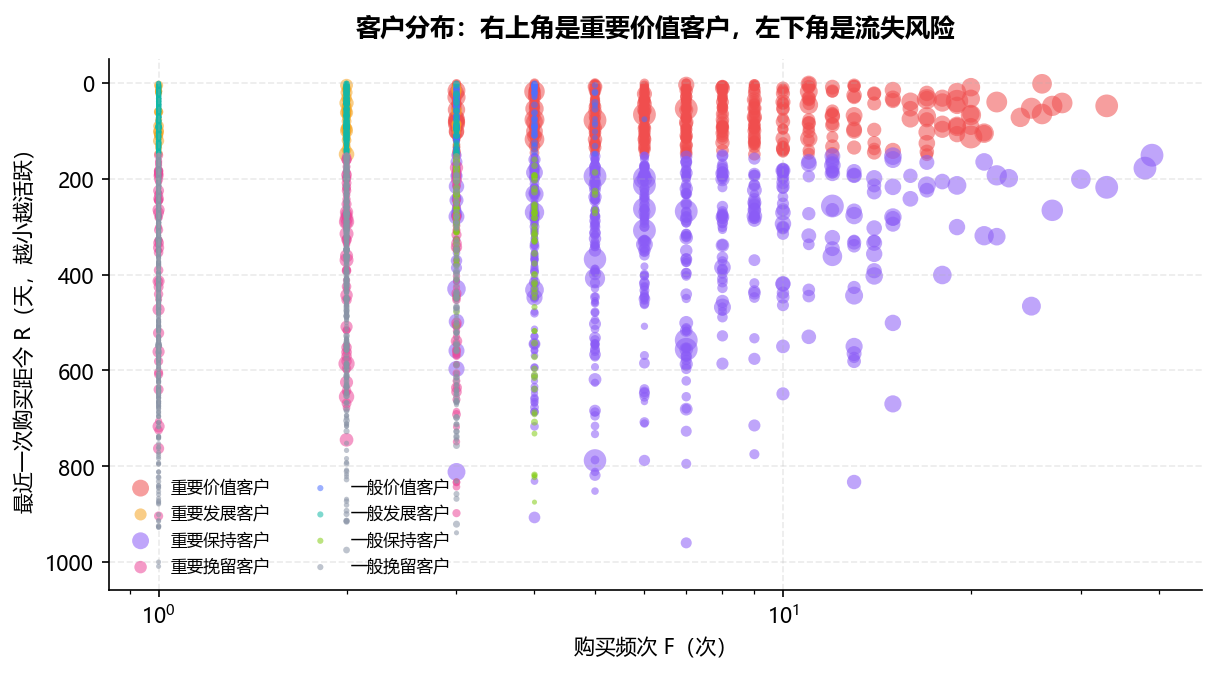 客户分布：右上角是重要价值客户，左下角是流失风险
最近一次购买距今 R（天，越小越活跃）
0
200
400
600
800
1000
重要价值客户
重要发展客户
重要保持客户
重要挽留客户
一般价值客户
一般发展客户
一般保持客户
一般挽留客户
10⁰
10¹
购买频次 F（次）